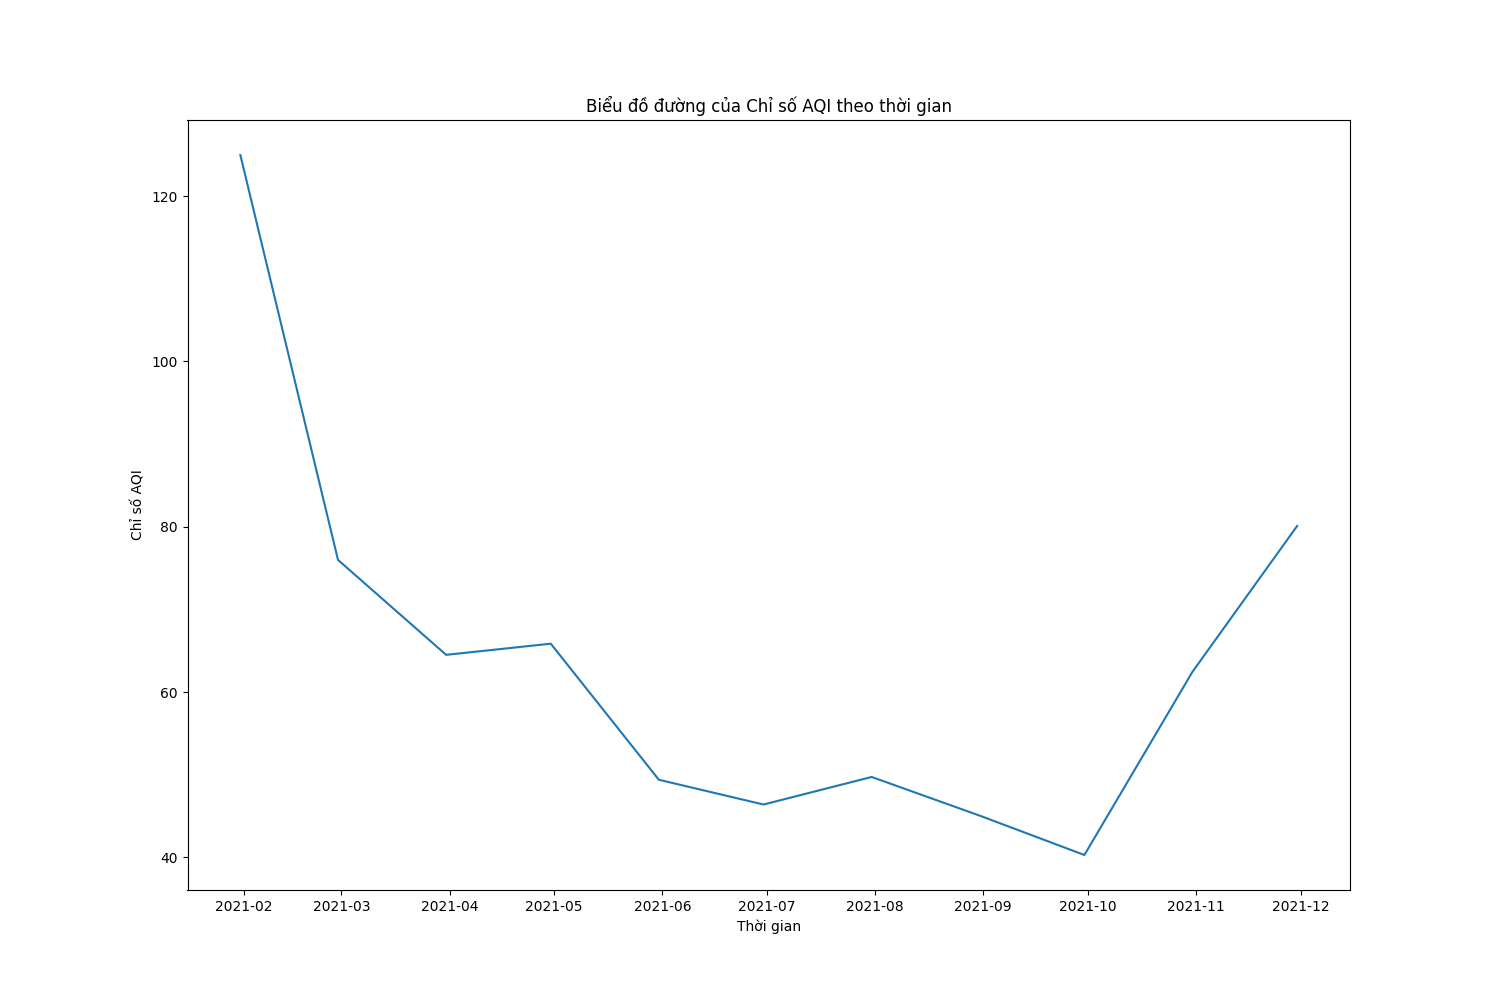 Biểu đồ đường của Chỉ số AQI theo thời gian
Chỉ số AQI
120
100
80
60
40
2021-02 2021-03 2021-04 2021-05 2021-06 2021-07 2021-08 2021-09 2021-10 2021-11 2021-12
Thời gian